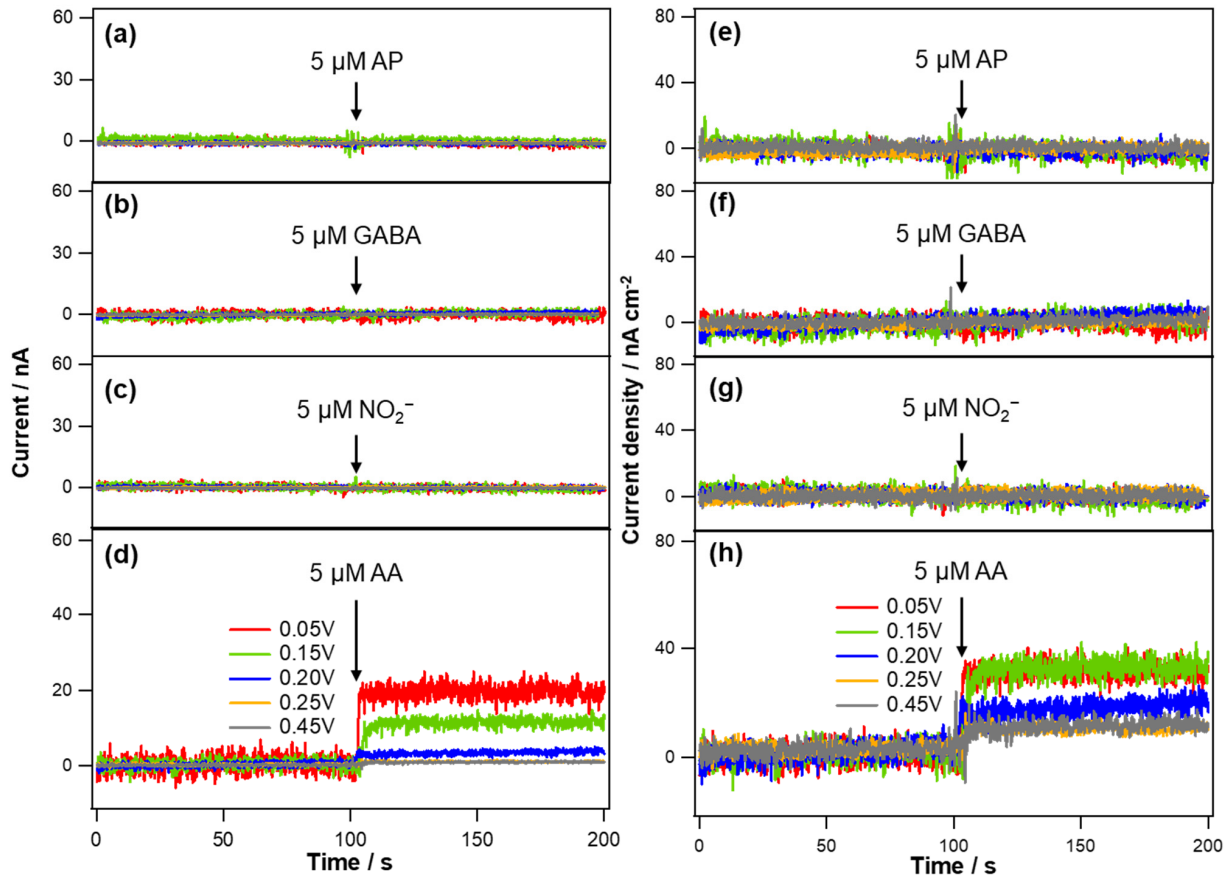 Current / nA
(a)
5 µM AP
60
30
0
(b)
5 µM GABA
60
30
0
(c)
5 µM NO₂⁻
60
30
0
(d)
5 µM AA
60
40
20
0
0.05V
0.15V
0.20V
0.25V
0.45V
0
50
100
150
200
Time / s
Current density / nA cm⁻²
(e)
5 µM AP
80
40
0
(f)
5 µM GABA
80
40
0
(g)
5 µM NO₂⁻
80
40
0
(h)
5 µM AA
80
40
0
0.05V
0.15V
0.20V
0.25V
0.45V
0
50
100
150
200
Time / s